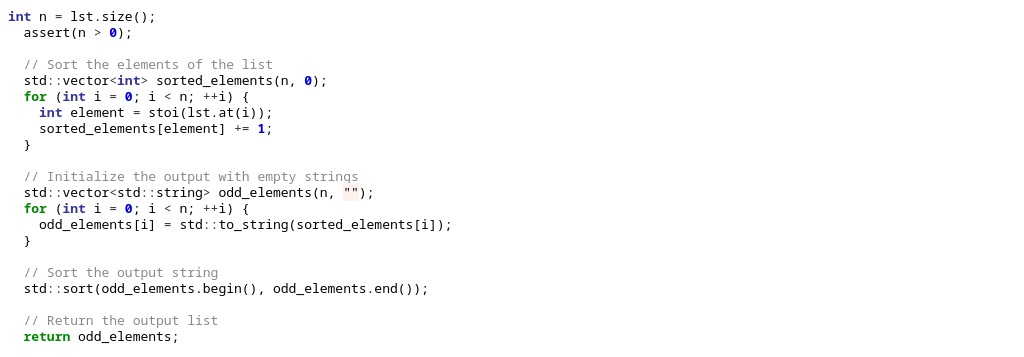 int n = lst.size();
  assert(n > 0);

  // Sort the elements of the list
  std::vector<int> sorted_elements(n, 0);
  for (int i = 0; i < n; ++i) {
    int element = stoi(lst.at(i));
    sorted_elements[element] += 1;
  }

  // Initialize the output with empty strings
  std::vector<std::string> odd_elements(n, "");
  for (int i = 0; i < n; ++i) {
    odd_elements[i] = std::to_string(sorted_elements[i]);
  }

  // Sort the output string
  std::sort(odd_elements.begin(), odd_elements.end());

  // Return the output list
  return odd_elements;